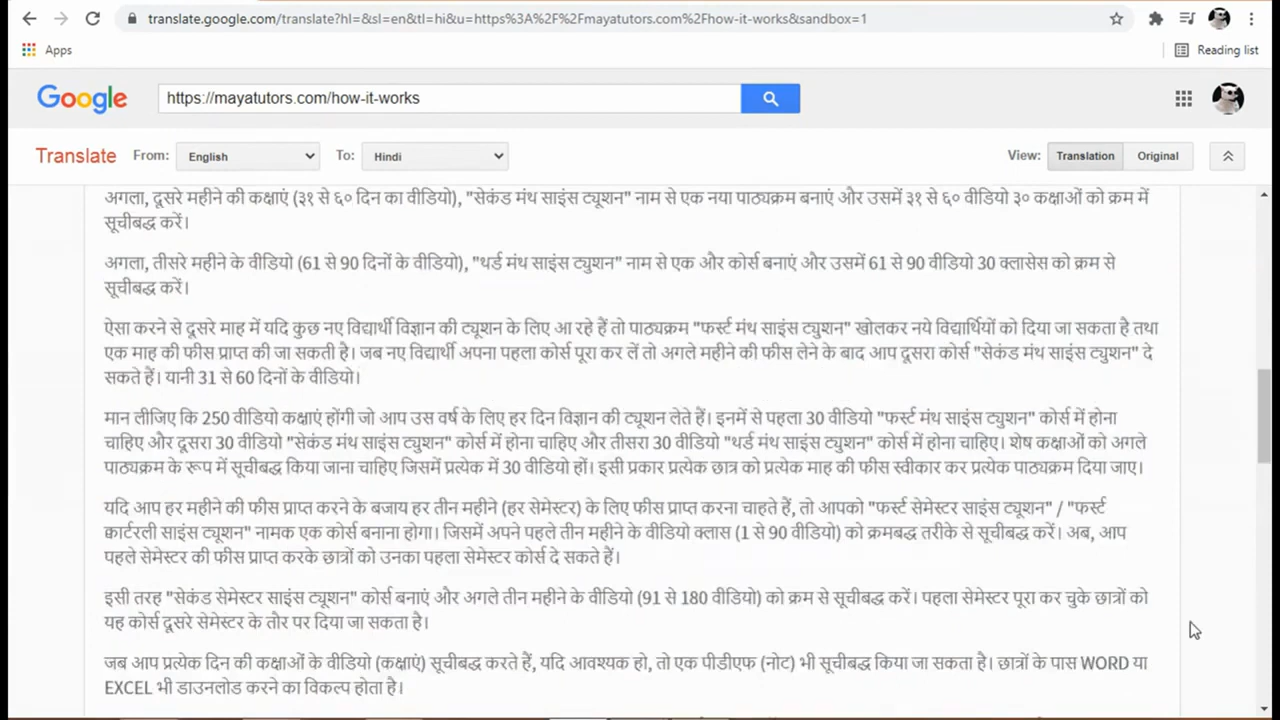 translate.google.com/translate?hl=&sl=en&tl=hi&u=https%3A%2F%2Fmayatutors.com%2Fhow-it-works&sandbox=1
Apps
Reading list
Google
https://mayatutors.com/how-it-works
Translate From: English To: Hindi View: Translation Original
अगला, दूसरे महीने की कक्षाएं (३१ से ६० दिन का वीडियो), "सेकंड मंथ साइंस ट्यूशन" नाम से एक नया पाठ्यक्रम बनाएं और उसमें ३१ से ६० वीडियो ३० कक्षाओं को क्रम में
सूचीबद्ध करें।
अगला, तीसरे महीने के वीडियो (61 से 90 दिनों के वीडियो), "थर्ड मंथ साइंस ट्युशन" नाम से एक और कोर्स बनाएं और उसमें 61 से 90 वीडियो 30 क्लासेस को क्रम से
सूचीबद्ध करें।
ऐसा करने से दूसरे माह में यदि कुछ नए विद्यार्थी विज्ञान की ट्यूशन के लिए आ रहे हैं तो पाठ्यक्रम "फर्स्ट मंथ साइंस ट्यूशन" खोलकर नये विद्यार्थियों को दिया जा सकता है तथा
एक माह की फीस प्राप्त की जा सकती है। जब नए विद्यार्थी अपना पहला कोर्स पूरा कर लें तो अगले महीने की फीस लेने के बाद आप दूसरा कोर्स "सेकंड मंथ साइंस ट्युशन" दे
सकते हैं। यानी 31 से 60 दिनों के वीडियो।
मान लीजिए कि 250 वीडियो कक्षाएं होंगी जो आप उस वर्ष के लिए हर दिन विज्ञान की ट्यूशन लेते हैं। इनमें से पहला 30 वीडियो "फर्स्ट मंथ साइंस ट्युशन" कोर्स में होना
चाहिए और दूसरा 30 वीडियो "सेकंड मंथ साइंस ट्युशन" कोर्स में होना चाहिए और तीसरा 30 वीडियो "थर्ड मंथ साइंस ट्युशन" कोर्स में होना चाहिए। शेष कक्षाओं को अगले
पाठ्यक्रम के रूप में सूचीबद्ध किया जाना चाहिए जिसमें प्रत्येक में 30 वीडियो हों। इसी प्रकार प्रत्येक छात्र को प्रत्येक माह की फीस स्वीकार कर प्रत्येक पाठ्यक्रम दिया जाए।
यदि आप हर महीने की फीस प्राप्त करने के बजाय हर तीन महीने (हर सेमेस्टर) के लिए फीस प्राप्त करना चाहते हैं, तो आपको "फर्स्ट सेमेस्टर साइंस ट्यूशन" / "फर्स्ट
क्वार्टरली साइंस ट्यूशन" नामक एक कोर्स बनाना होगा। जिसमें अपने पहले तीन महीने के वीडियो क्लास (1 से 90 वीडियो) को क्रमबद्ध तरीके से सूचीबद्ध करें। अब, आप
पहले सेमेस्टर की फीस प्राप्त करके छात्रों को उनका पहला सेमेस्टर कोर्स दे सकते हैं।
इसी तरह "सेकंड सेमेस्टर साइंस ट्यूशन" कोर्स बनाएं और अगले तीन महीने के वीडियो (91 से 180 वीडियो) को क्रम से सूचीबद्ध करें। पहला सेमेस्टर पूरा कर चुके छात्रों को
यह कोर्स दूसरे सेमेस्टर के तौर पर दिया जा सकता है।
जब आप प्रत्येक दिन की कक्षाओं के वीडियो (कक्षाएं) सूचीबद्ध करते हैं, यदि आवश्यक हो, तो एक पीडीएफ (नोट) भी सूचीबद्ध किया जा सकता है। छात्रों के पास WORD या
EXCEL भी डाउनलोड करने का विकल्प होता है।